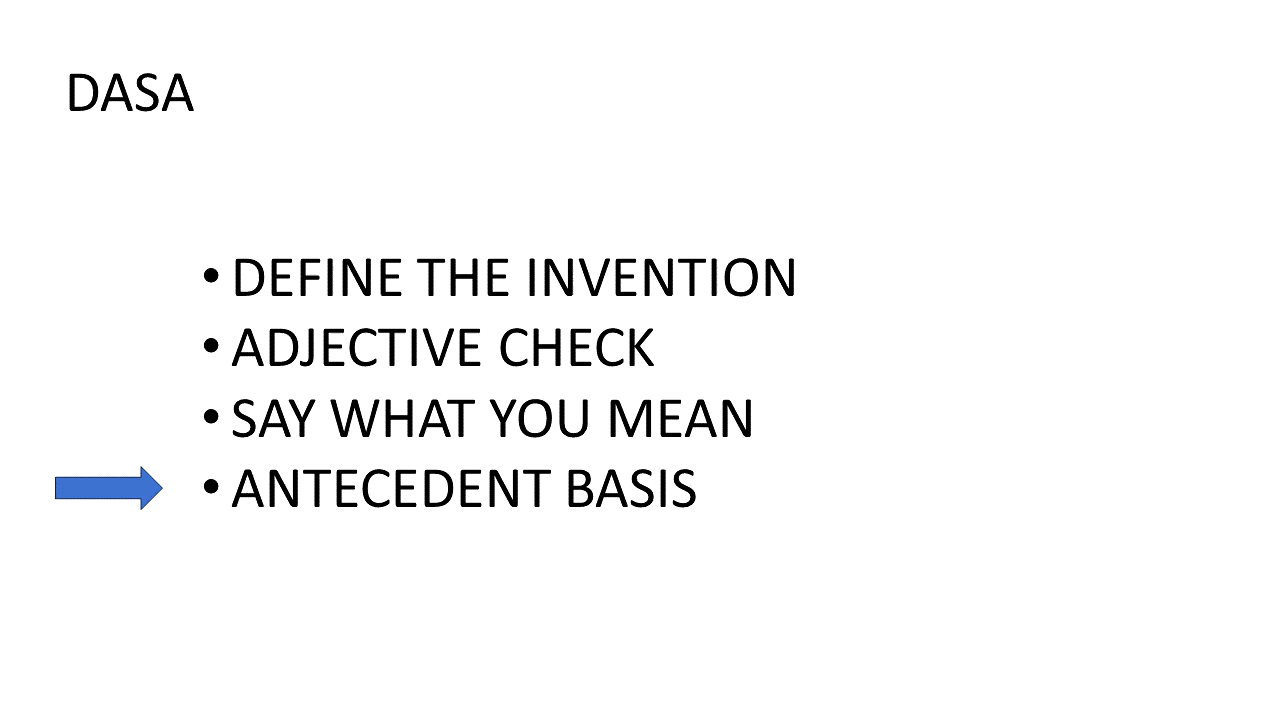 DASA
• DEFINE THE INVENTION
• ADJECTIVE CHECK
• SAY WHAT YOU MEAN
• ANTECEDENT BASIS